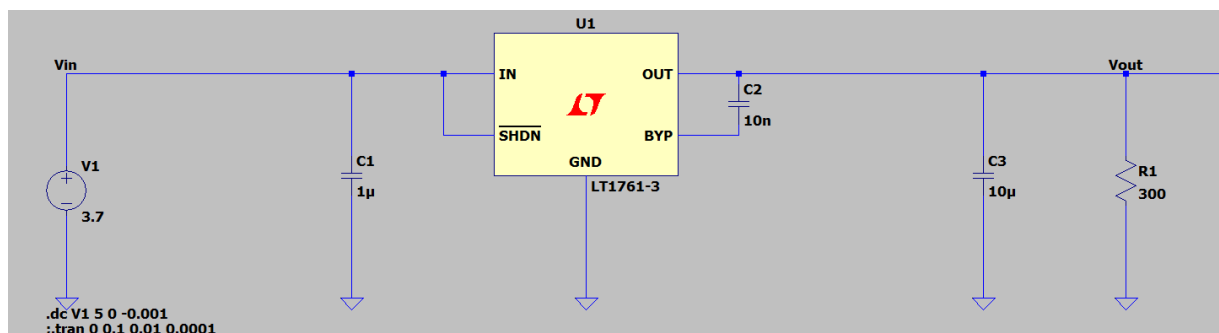 U1
Vin
IN
OUT
Vout
C2
10n
SHDN
BYP
V1
C1
GND
C3
R1
3.7
1µ
LT1761-3
10µ
300
.dc V1 5 0 -0.001
;.tran 0 0.1 0.01 0.0001